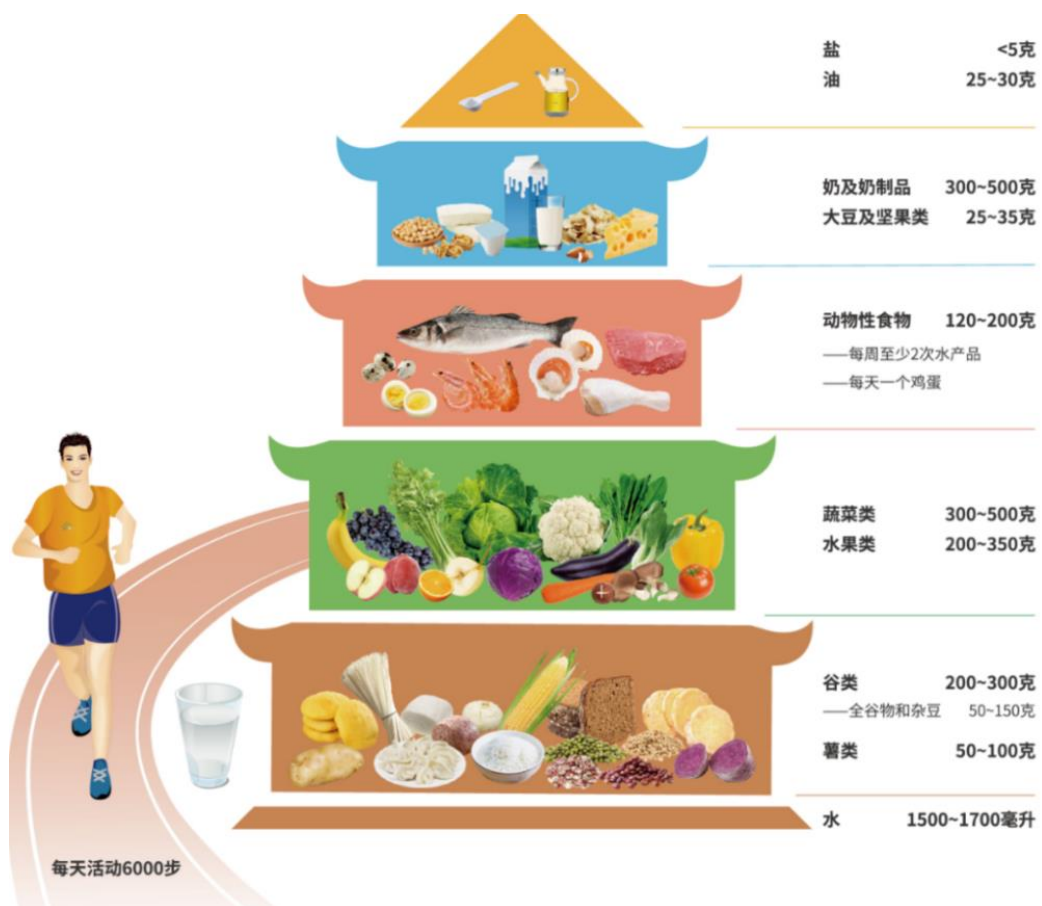 盐 <5克
油 25~30克
奶及奶制品 300~500克
大豆及坚果类 25~35克
动物性食物 120~200克
——每周至少2次水产品
——每天一个鸡蛋
蔬菜类 300~500克
水果类 200~350克
谷类 200~300克
——全谷物和杂豆 50~150克
薯类 50~100克
水 1500~1700毫升
每天活动6000步